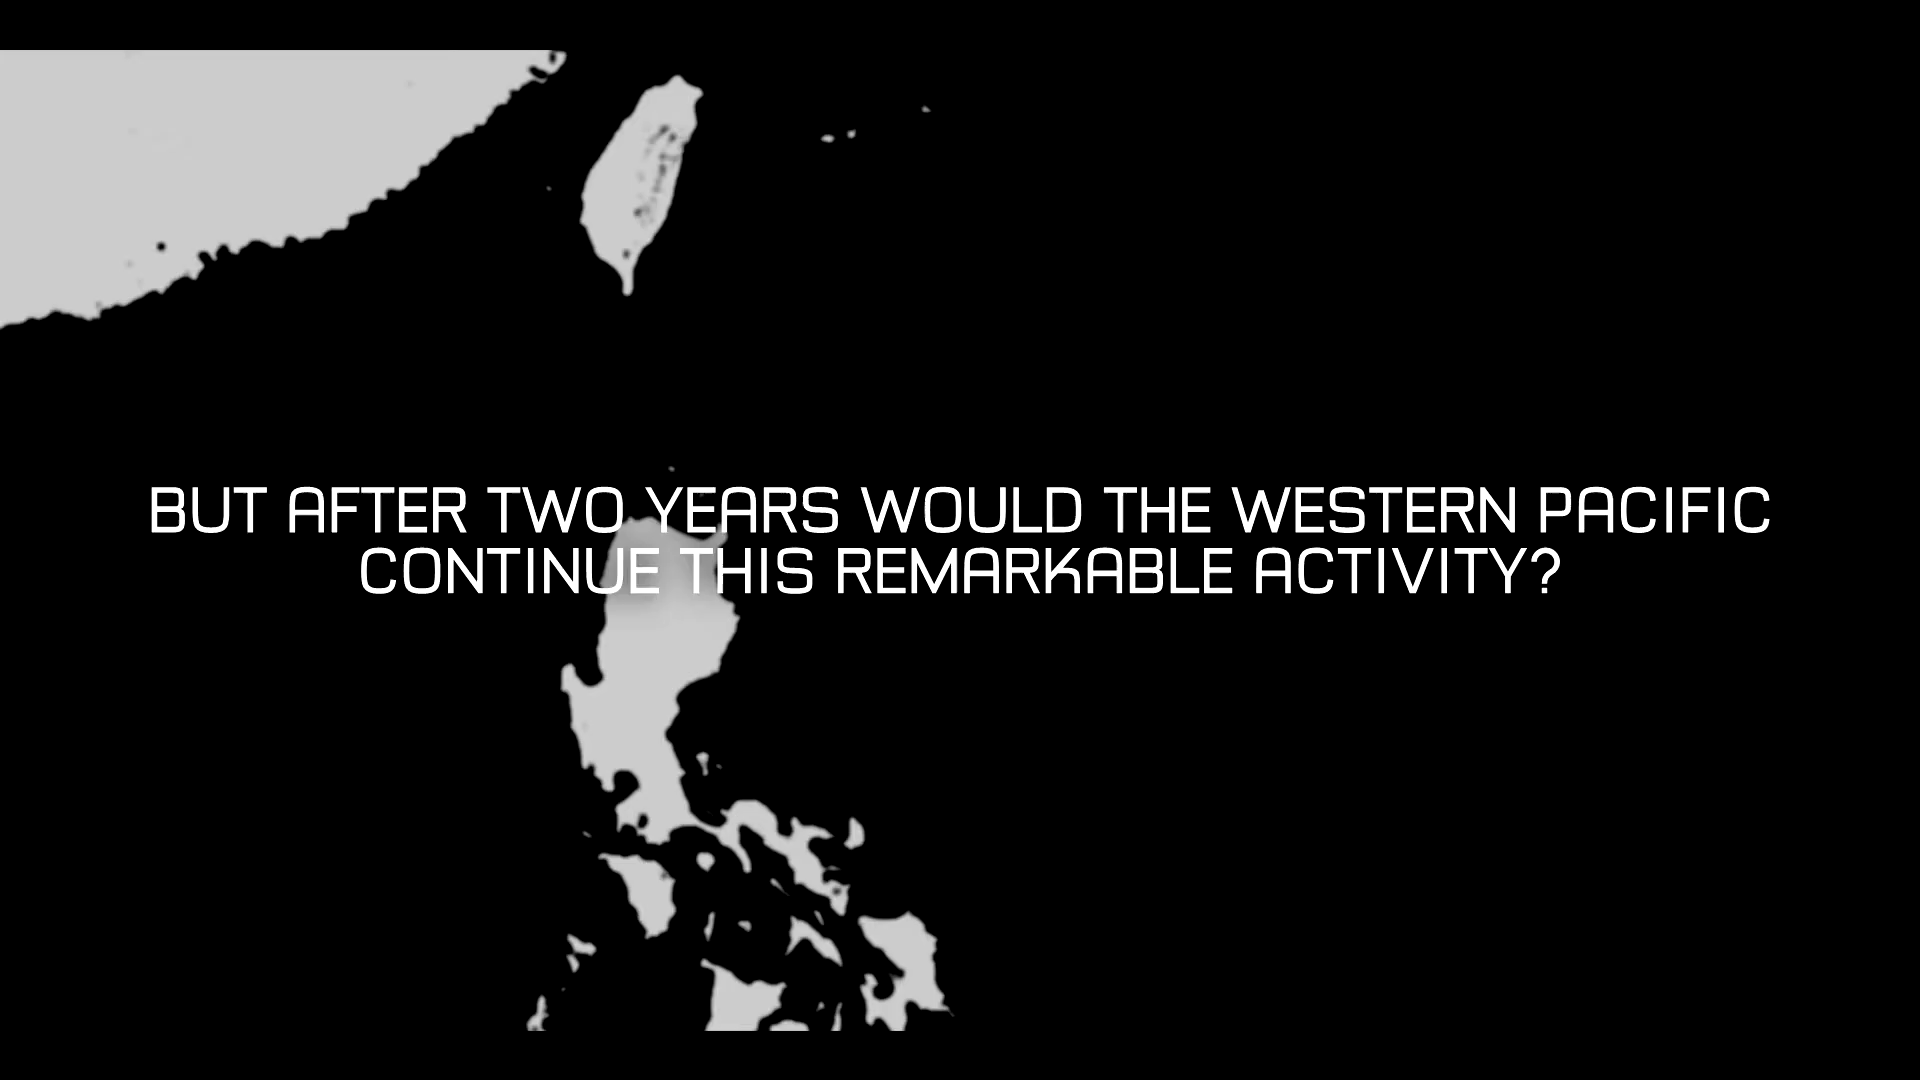 BUT AFTER TWO YEARS WOULD THE WESTERN PACIFIC
CONTINUE THIS REMARKABLE ACTIVITY?